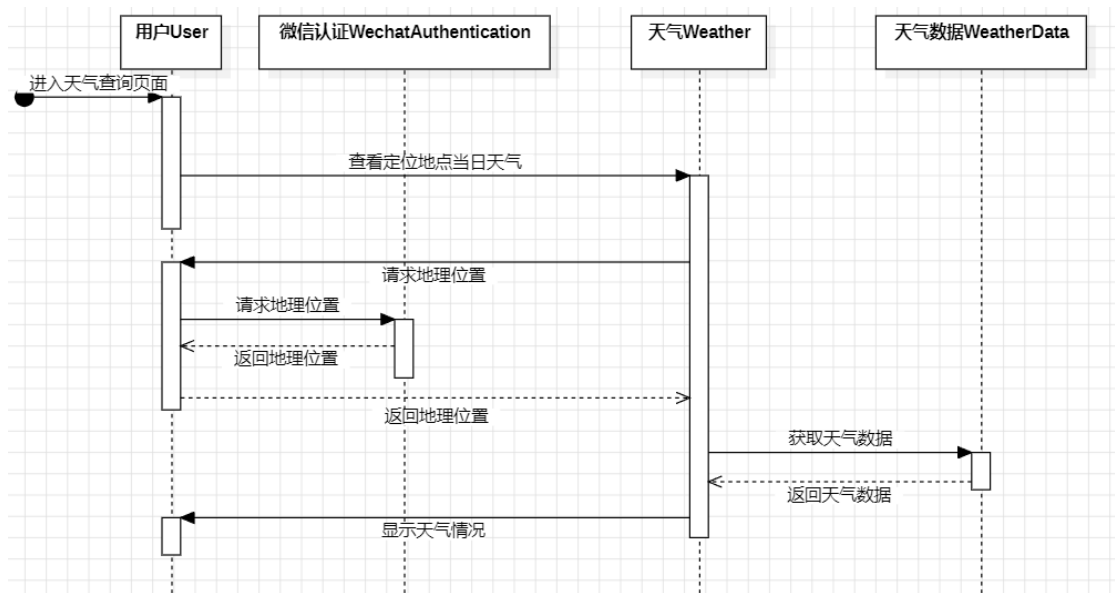 用户User
微信认证WechatAuthentication
天气Weather
天气数据WeatherData
进入天气查询页面
查看定位地点当日天气
请求地理位置
请求地理位置
返回地理位置
返回地理位置
获取天气数据
返回天气数据
显示天气情况